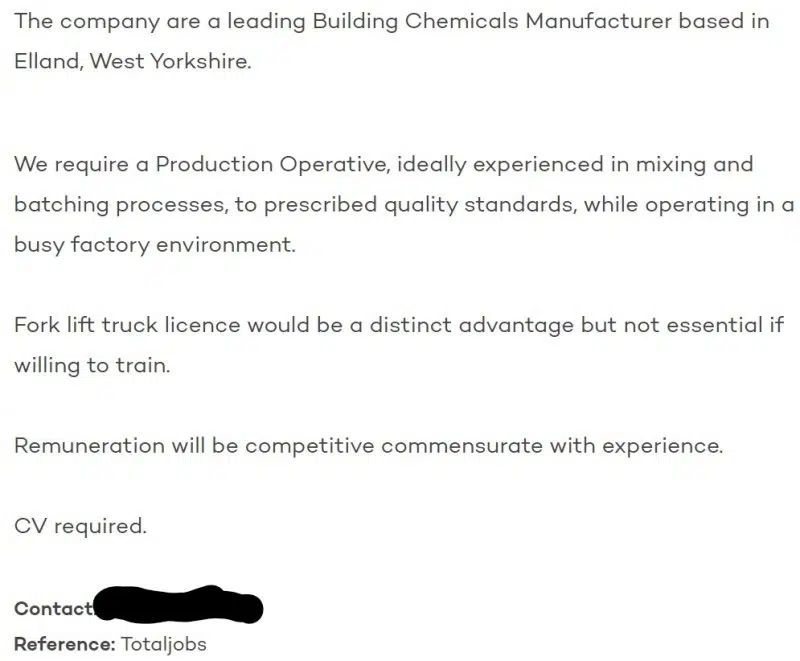 The company are a leading Building Chemicals Manufacturer based in
Elland, West Yorkshire.
We require a Production Operative, ideally experienced in mixing and
batching processes, to prescribed quality standards, while operating in a
busy factory environment.
Fork lift truck licence would be a distinct advantage but not essential if
willing to train.
Remuneration will be competitive commensurate with experience.
CV required.
Contact
Reference: Totaljobs